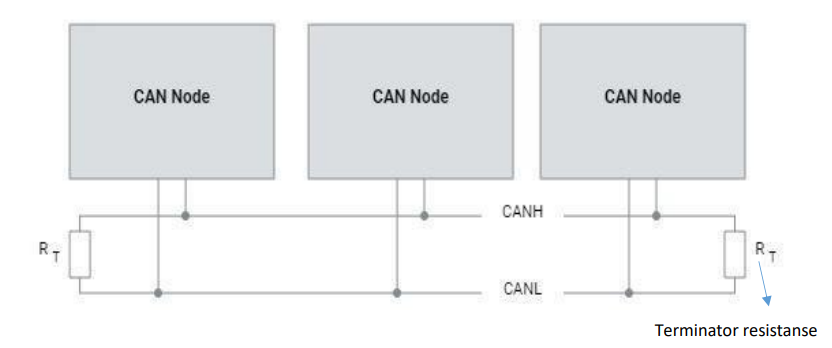 CAN Node
CAN Node
CAN Node
CANH
R T
R T
CANL
Terminator resistanse